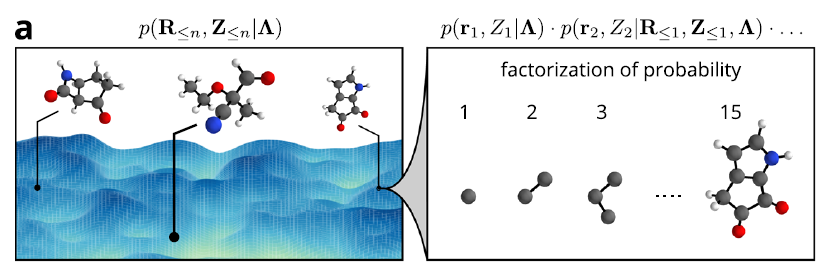 a
p(R≤n, Z≤n|Λ)
p(r1, Z1|Λ) · p(r2, Z2|R≤1, Z≤1, Λ) · . . .
factorization of probability
1 2 3 15